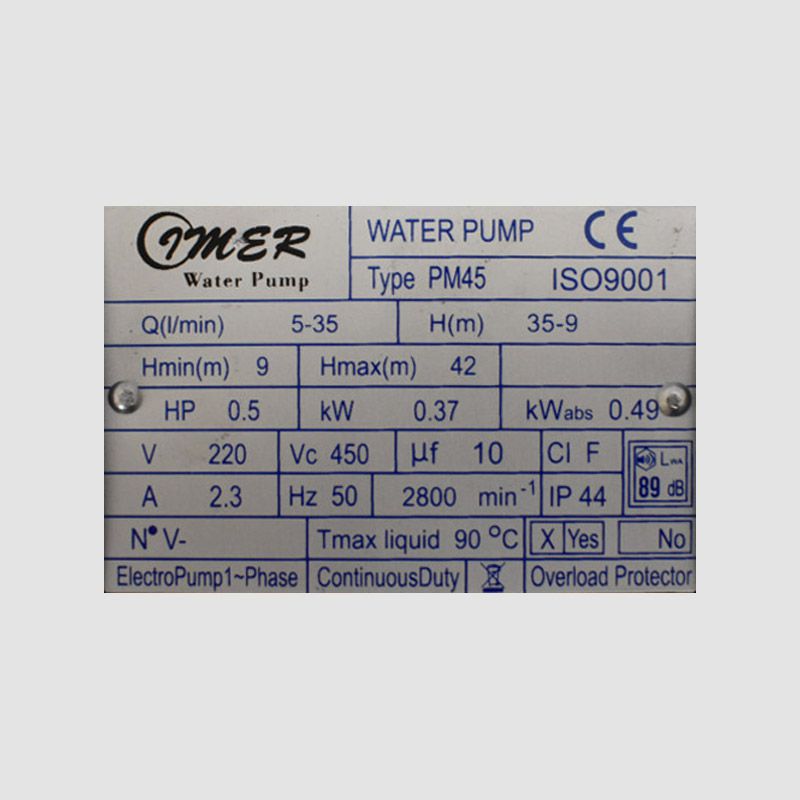 IMER
Water Pump
WATER PUMP CE
Type PM45 ISO9001
Q(l/min) 5-35 H(m) 35-9
Hmin(m) 9 Hmax(m) 42
HP 0.5 kW 0.37 kWabs 0.49
V 220 Vc 450 µf 10 Cl F LWA
A 2.3 Hz 50 2800 min⁻¹ IP 44 89 dB
N• V- Tmax liquid 90 °C X Yes No
ElectroPump1~Phase ContinuousDuty Overload Protector